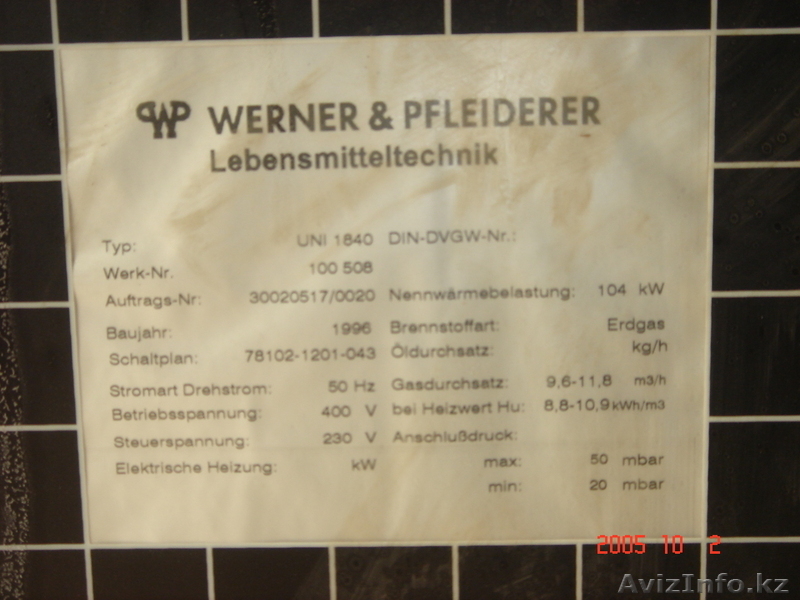 WP WERNER & PFLEIDERER
Lebensmitteltechnik
Typ: UNI 1840 DIN-DVGW-Nr.:
Werk-Nr. 100 508
Auftrags-Nr: 30020517/0020 Nennwärmebelastung: 104 kW
Baujahr: 1996 Brennstoffart: Erdgas
Schaltplan: 78102-1201-043 Öldurchsatz: kg/h
Stromart Drehstrom: 50 Hz Gasdurchsatz: 9,6-11,8 m3/h
Betriebsspannung: 400 V bei Heizwert Hu: 8,8-10,9 kWh/m3
Steuerspannung: 230 V Anschlußdruck:
Elektrische Heizung: kW max: 50 mbar
min: 20 mbar
2005 10 2
AvizInfo.kz